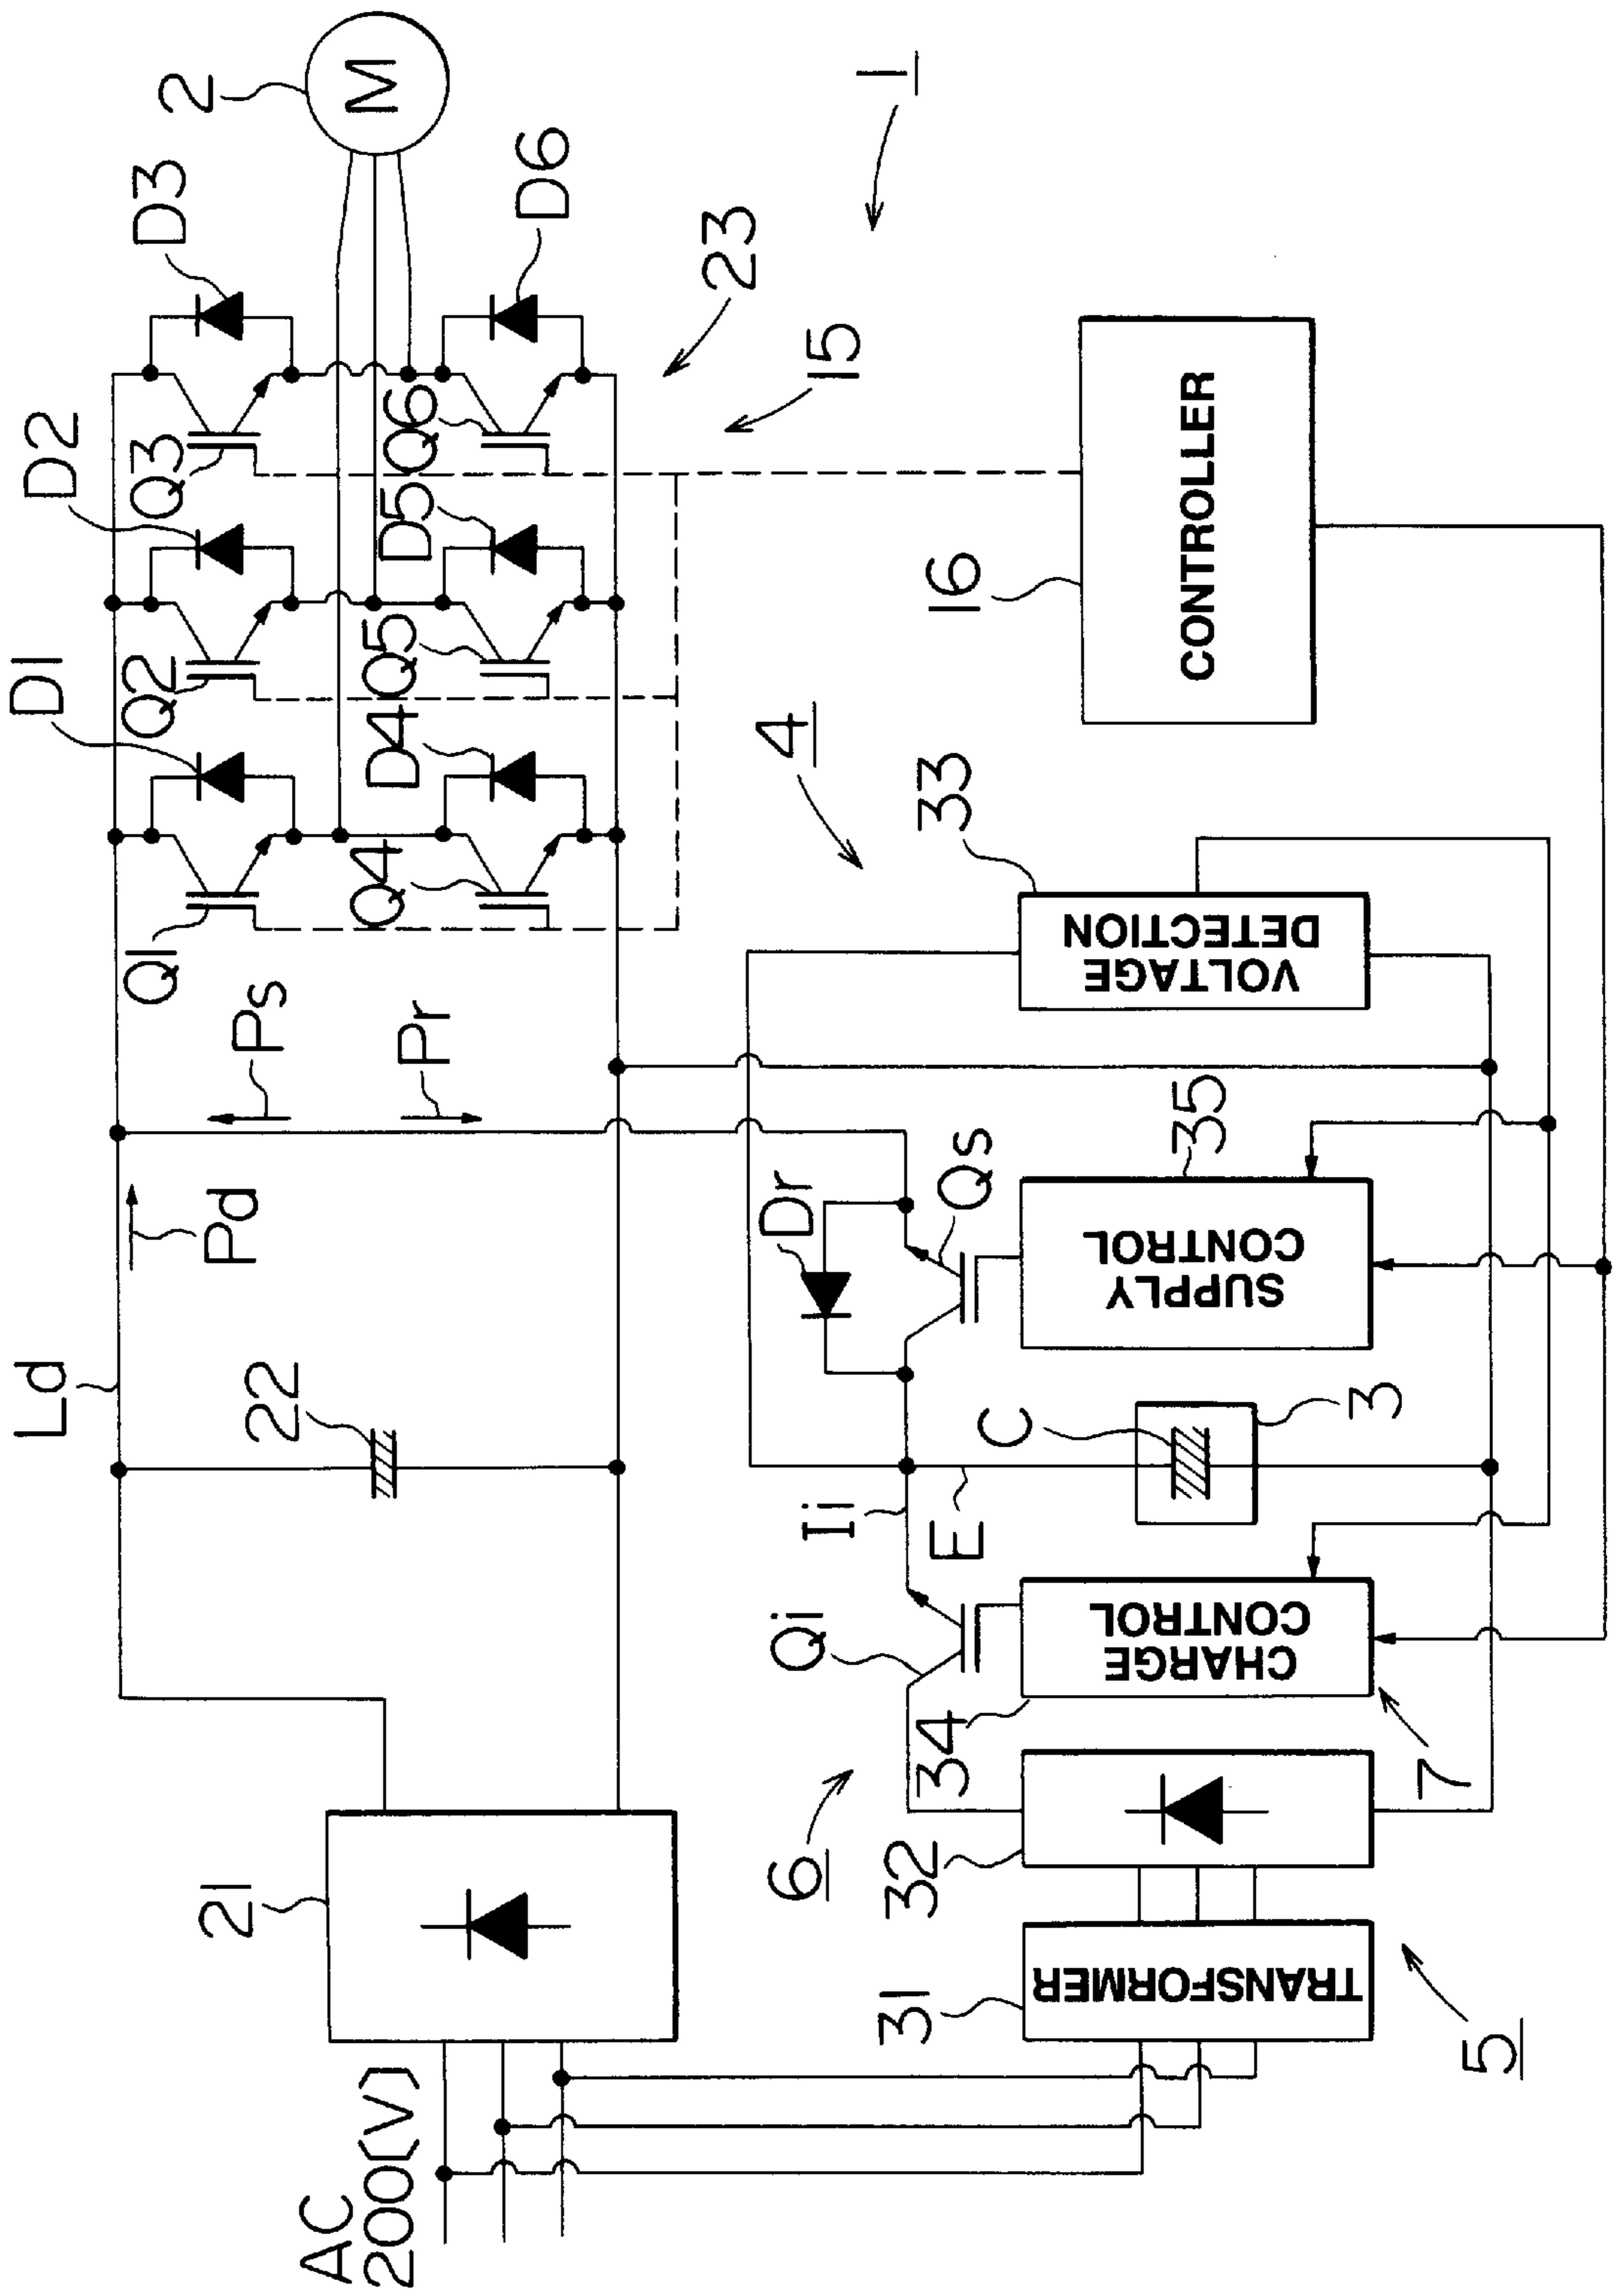 AC
200(V)
21
Ld
22
Pd
Ps
Pr
D1
D2
D3
Q1
Q2
Q3
D4
D5
D6
Q4
Q5
Q6
2
M
23
15
1
4
6
Qi
Ii
E
C
3
Dr
Qs
31
TRANSFORMER
32
34
CHARGE
CONTROL
7
35
SUPPLY
CONTROL
33
VOLTAGE
DETECTION
16
CONTROLLER
5